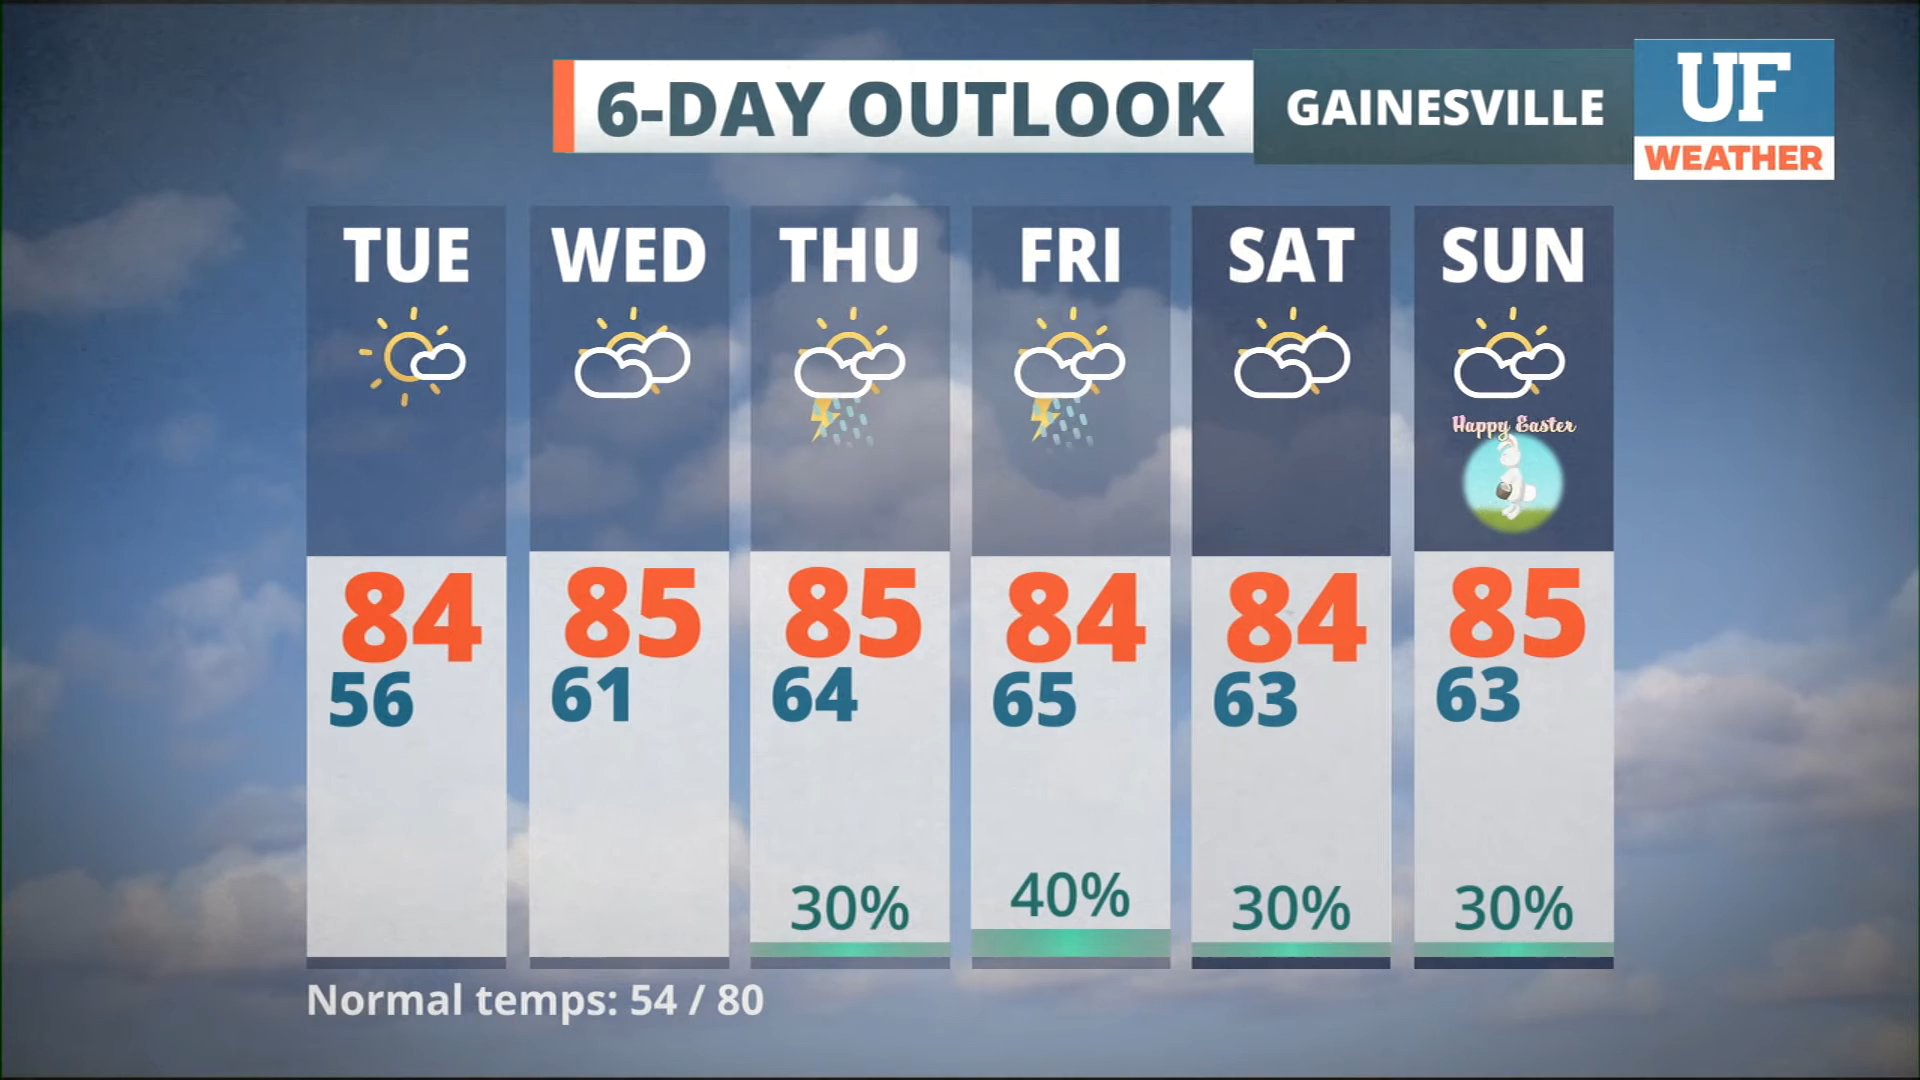 6-DAY OUTLOOK GAINESVILLE UF
WEATHER
TUE WED THU FRI SAT SUN
Happy Easter
84 85 85 84 84 85
56 61 64 65 63 63
30% 40% 30% 30%
Normal temps: 54 / 80